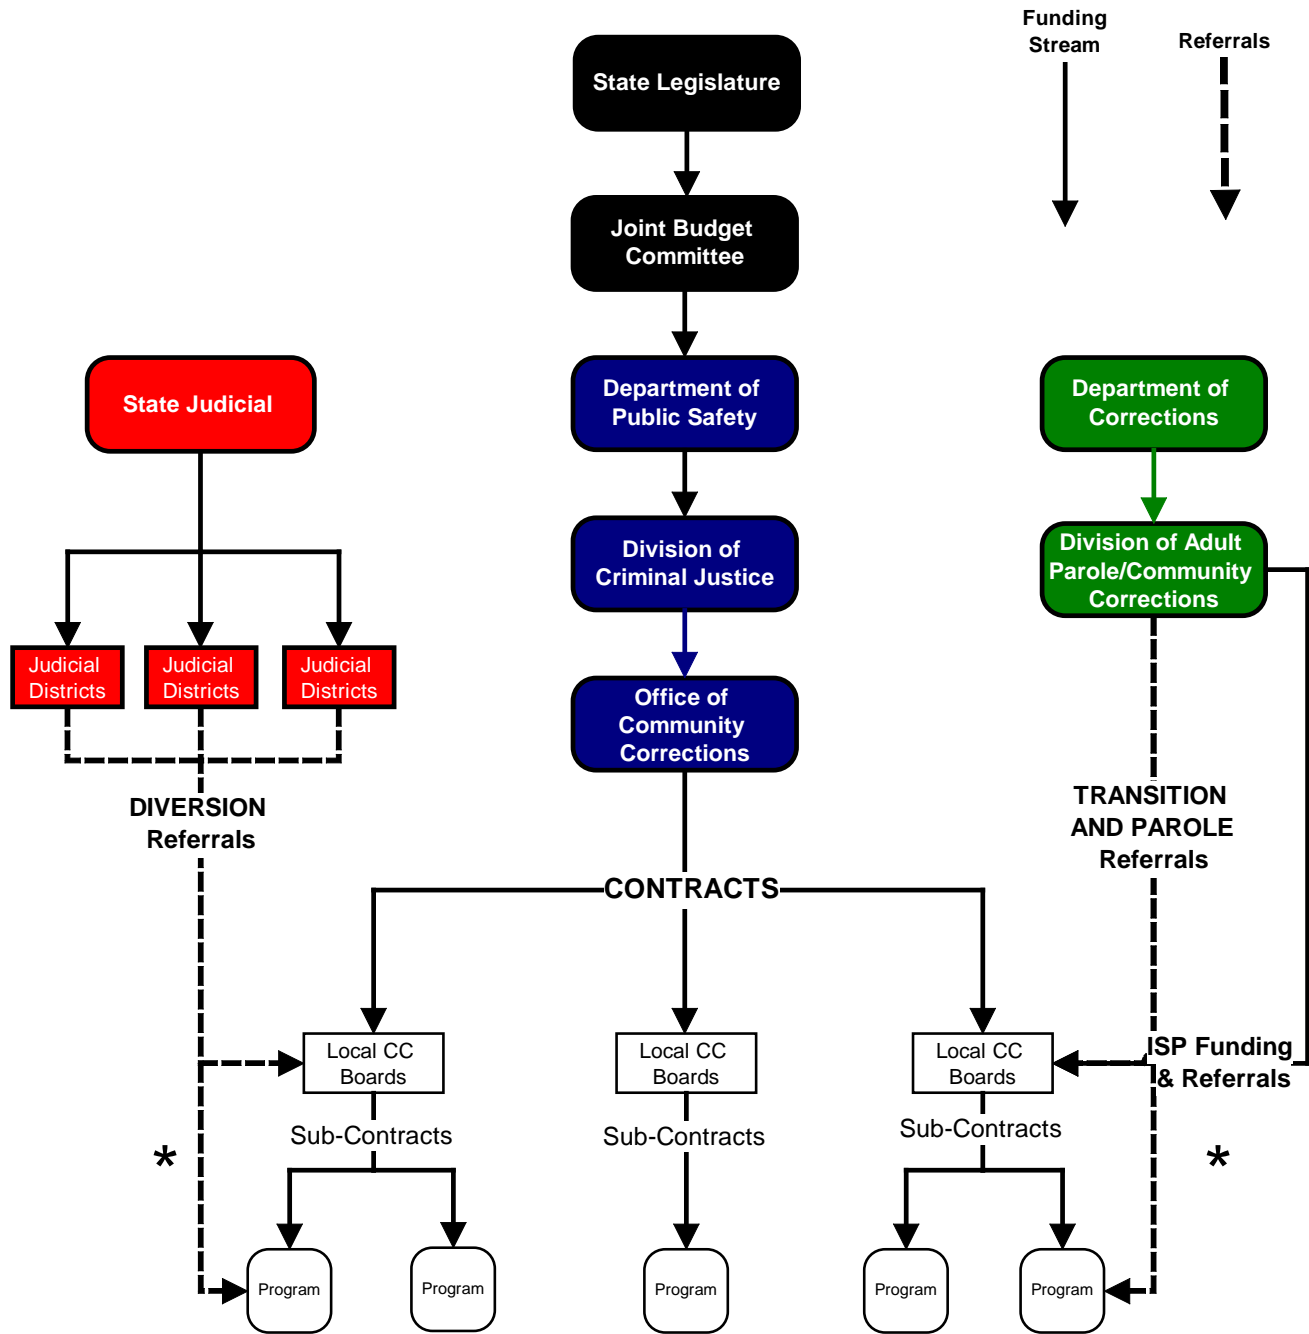 Funding
Stream
Referrals
State Legislature
Joint Budget
Committee
State Judicial
Department of
Public Safety
Department of
Corrections
Division of
Criminal Justice
Division of Adult
Parole/Community
Corrections
Judicial
Districts
Judicial
Districts
Judicial
Districts
Office of
Community
Corrections
DIVERSION
Referrals
TRANSITION
AND PAROLE
Referrals
CONTRACTS
Local CC
Boards
Local CC
Boards
Local CC
Boards
ISP Funding
& Referrals
Sub-Contracts
Sub-Contracts
Sub-Contracts
*
*
Program
Program
Program
Program
Program